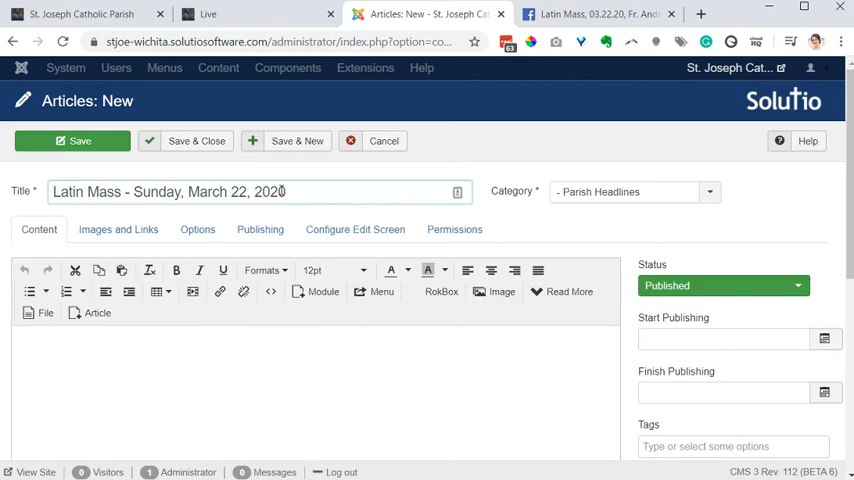 St. Joseph Catholic Parish
Live
Articles: New - St. Joseph Cat
Latin Mass, 03.22.20, Fr. Andr
stjoe-wichita.solutiosoftware.com/administrator/index.php?option=co...
63
cloud
HQ
System Users Menus Content Components Extensions Help
St. Joseph Cat...
Articles: New
Solutio
Save
Save & Close
Save & New
Cancel
Help
Title *
Latin Mass - Sunday, March 22, 2020
Category *
- Parish Headlines
Content Images and Links Options Publishing Configure Edit Screen Permissions
B I U Formats 12pt A A
Module Menu RokBox Image Read More
File Article
Status
Published
Start Publishing
Finish Publishing
Tags
Type or select some options
View Site 0 Visitors 1 Administrator 0 Messages Log out
CMS 3 Rev. 112 (BETA 6)